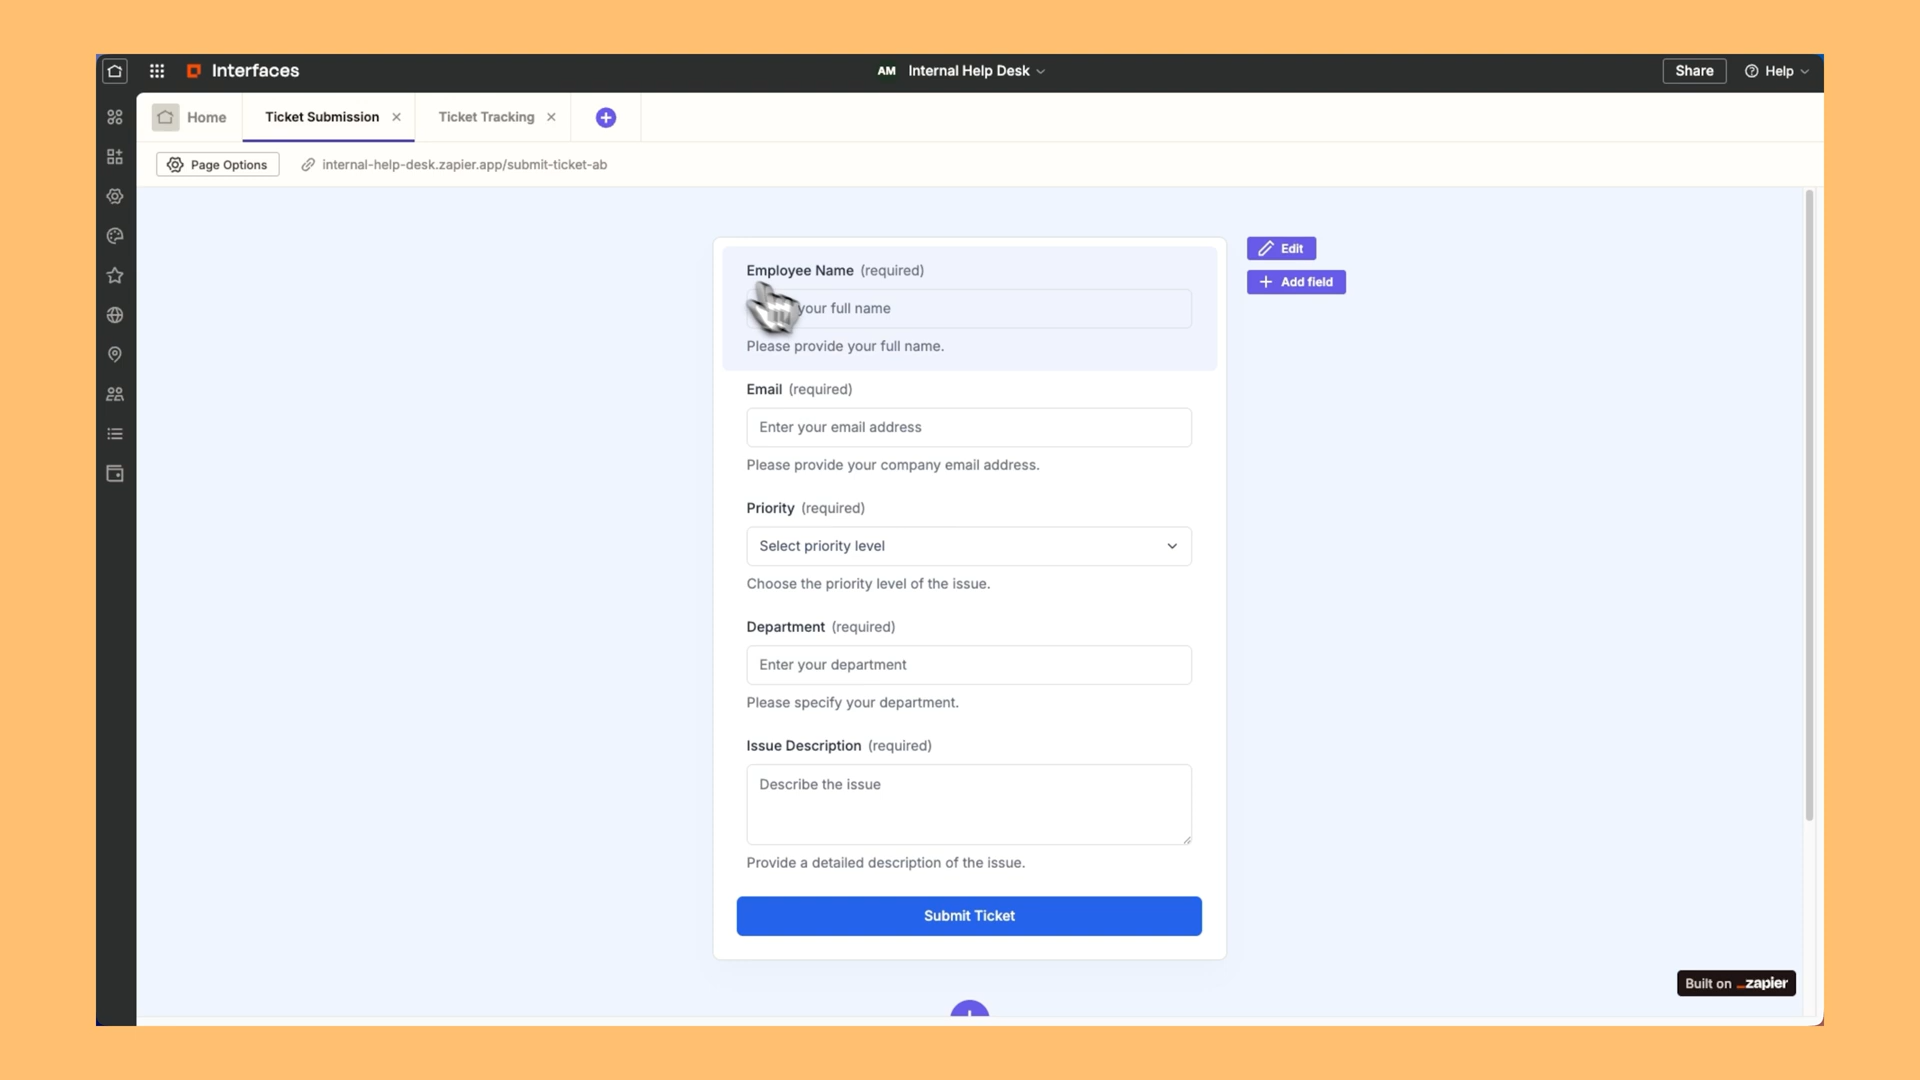 Interfaces
AM Internal Help Desk
Share
Help
Home
Ticket Submission
Ticket Tracking
Page Options
internal-help-desk.zapier.app/submit-ticket-ab
Edit
Add field
Employee Name (required)
your full name
Please provide your full name.
Email (required)
Enter your email address
Please provide your company email address.
Priority (required)
Select priority level
Choose the priority level of the issue.
Department (required)
Enter your department
Please specify your department.
Issue Description (required)
Describe the issue
Provide a detailed description of the issue.
Submit Ticket
Built on _zapier